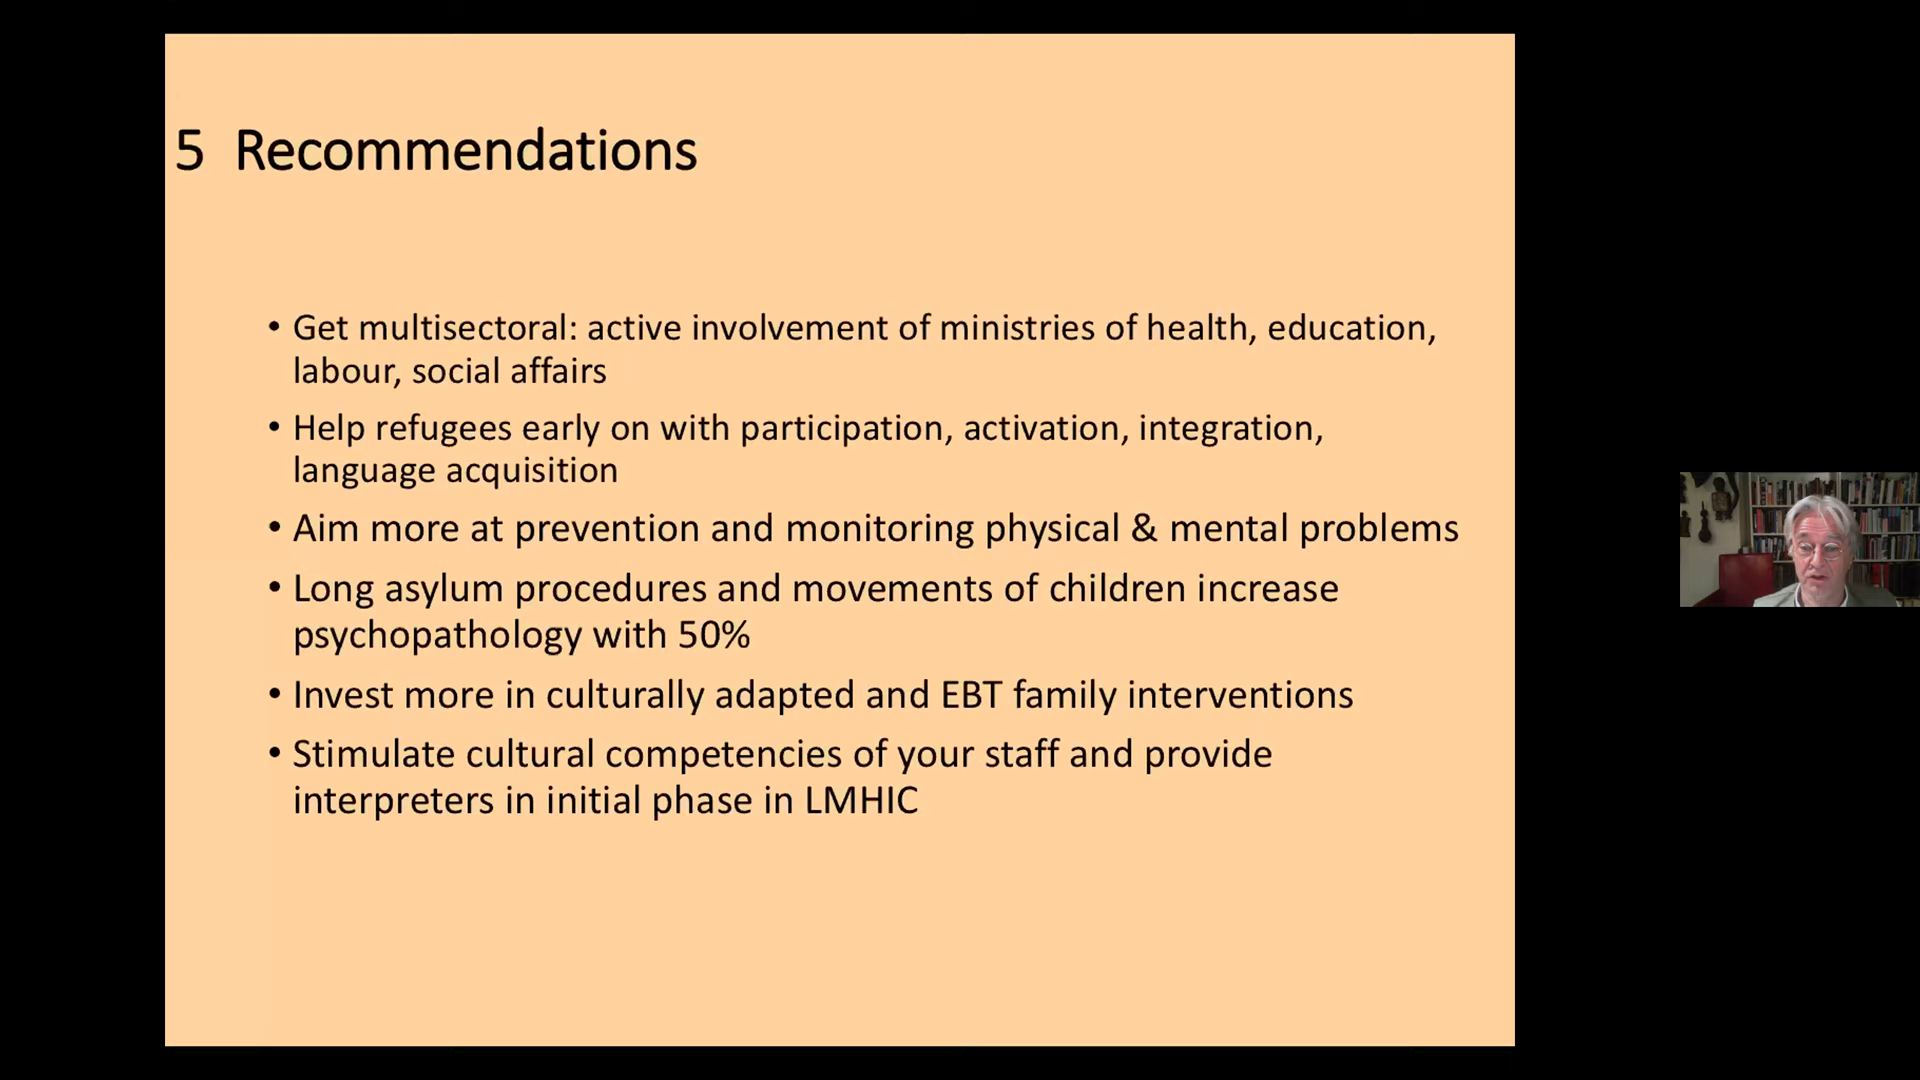 5 Recommendations
• Get multisectoral: active involvement of ministries of health, education,
labour, social affairs
• Help refugees early on with participation, activation, integration,
language acquisition
• Aim more at prevention and monitoring physical & mental problems
• Long asylum procedures and movements of children increase
psychopathology with 50%
• Invest more in culturally adapted and EBT family interventions
• Stimulate cultural competencies of your staff and provide
interpreters in initial phase in LMHIC